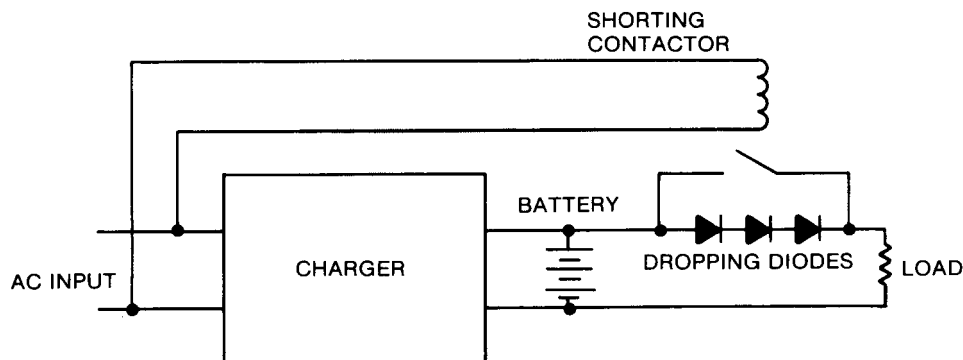 SHORTING
CONTACTOR
BATTERY
CHARGER
DROPPING DIODES
LOAD
AC INPUT